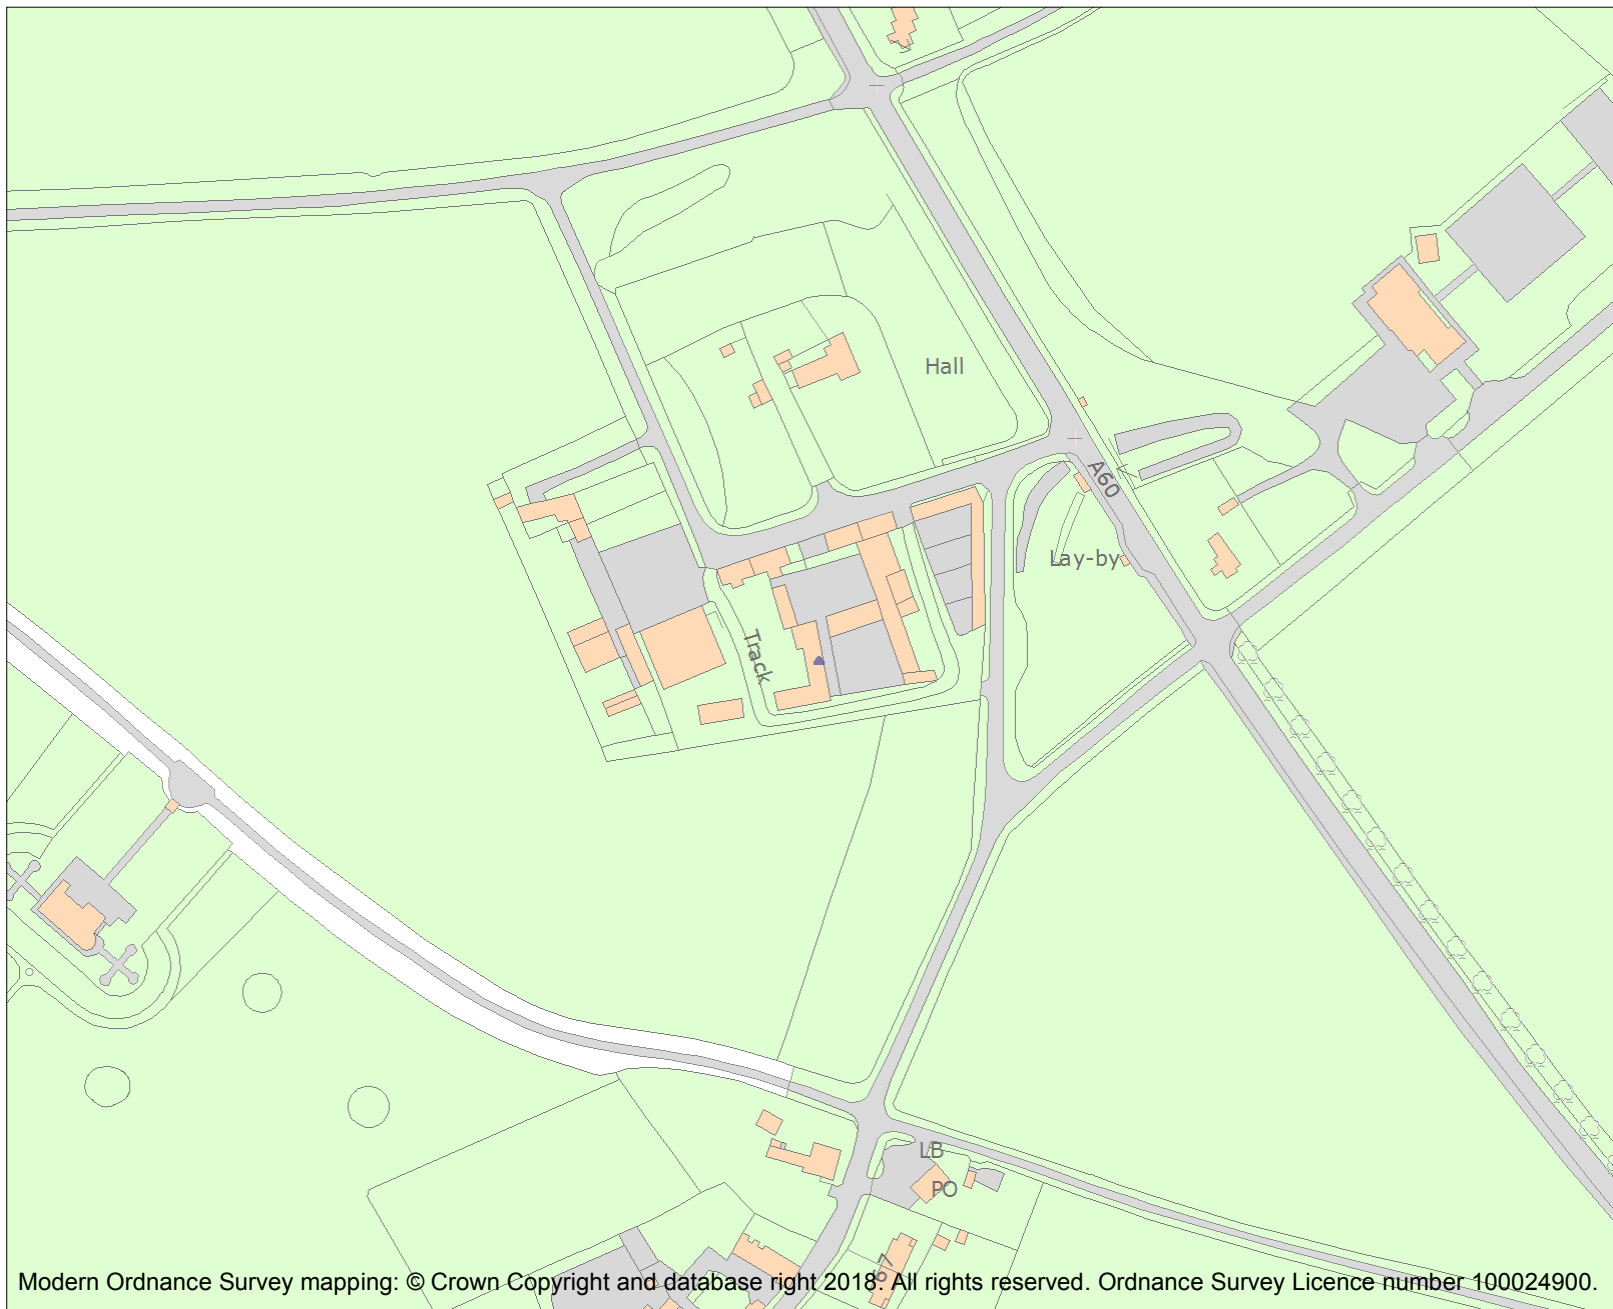 Hall
A60
Lay-by
Track
LB
PO
67
Modern Ordnance Survey mapping: © Crown Copyright and database right 2018. All rights reserved. Ordnance Survey Licence number 100024900.